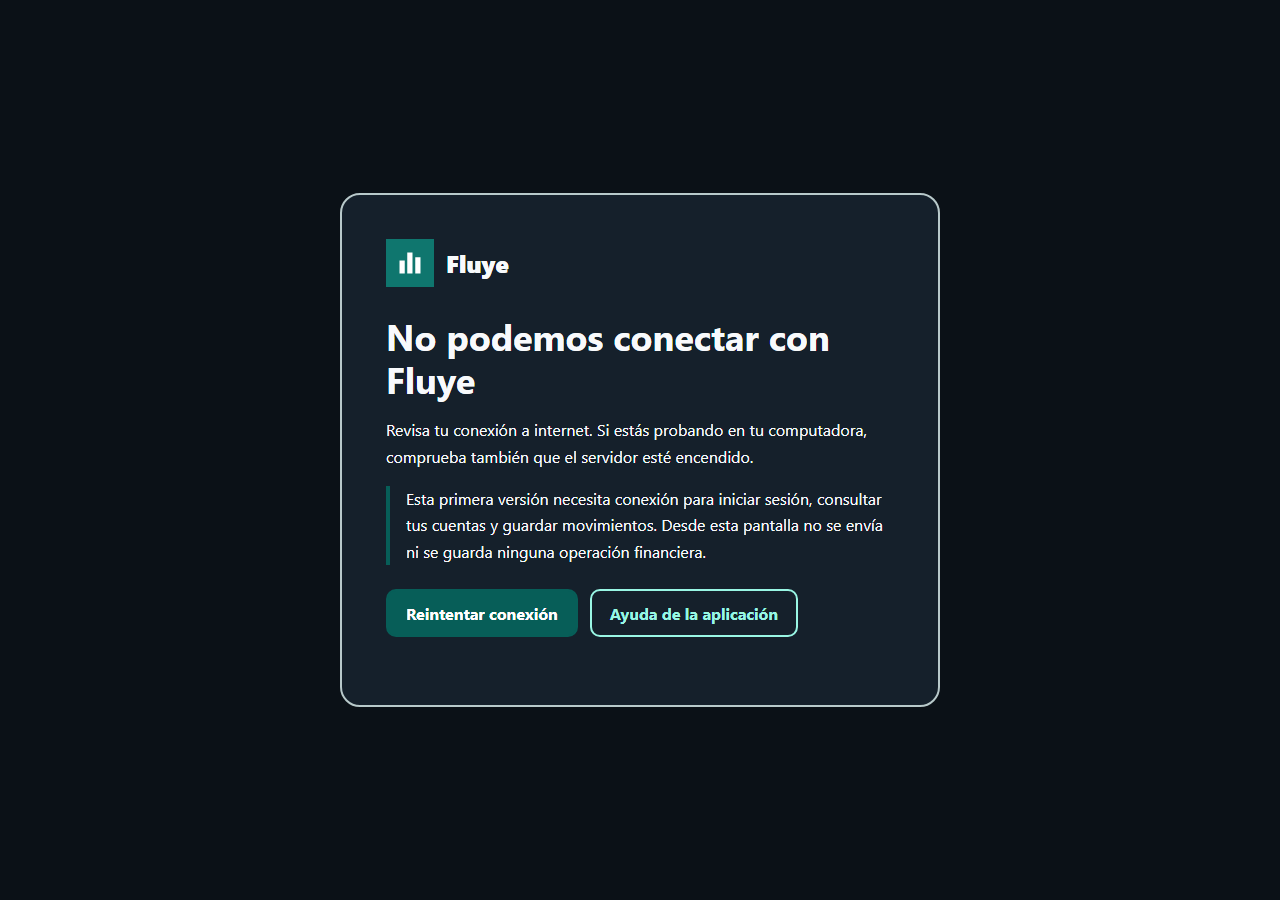 Fluye
No podemos conectar con
Fluye
Revisa tu conexión a internet. Si estás probando en tu computadora,
comprueba también que el servidor esté encendido.
Esta primera versión necesita conexión para iniciar sesión, consultar
tus cuentas y guardar movimientos. Desde esta pantalla no se envía
ni se guarda ninguna operación financiera.
Reintentar conexión
Ayuda de la aplicación